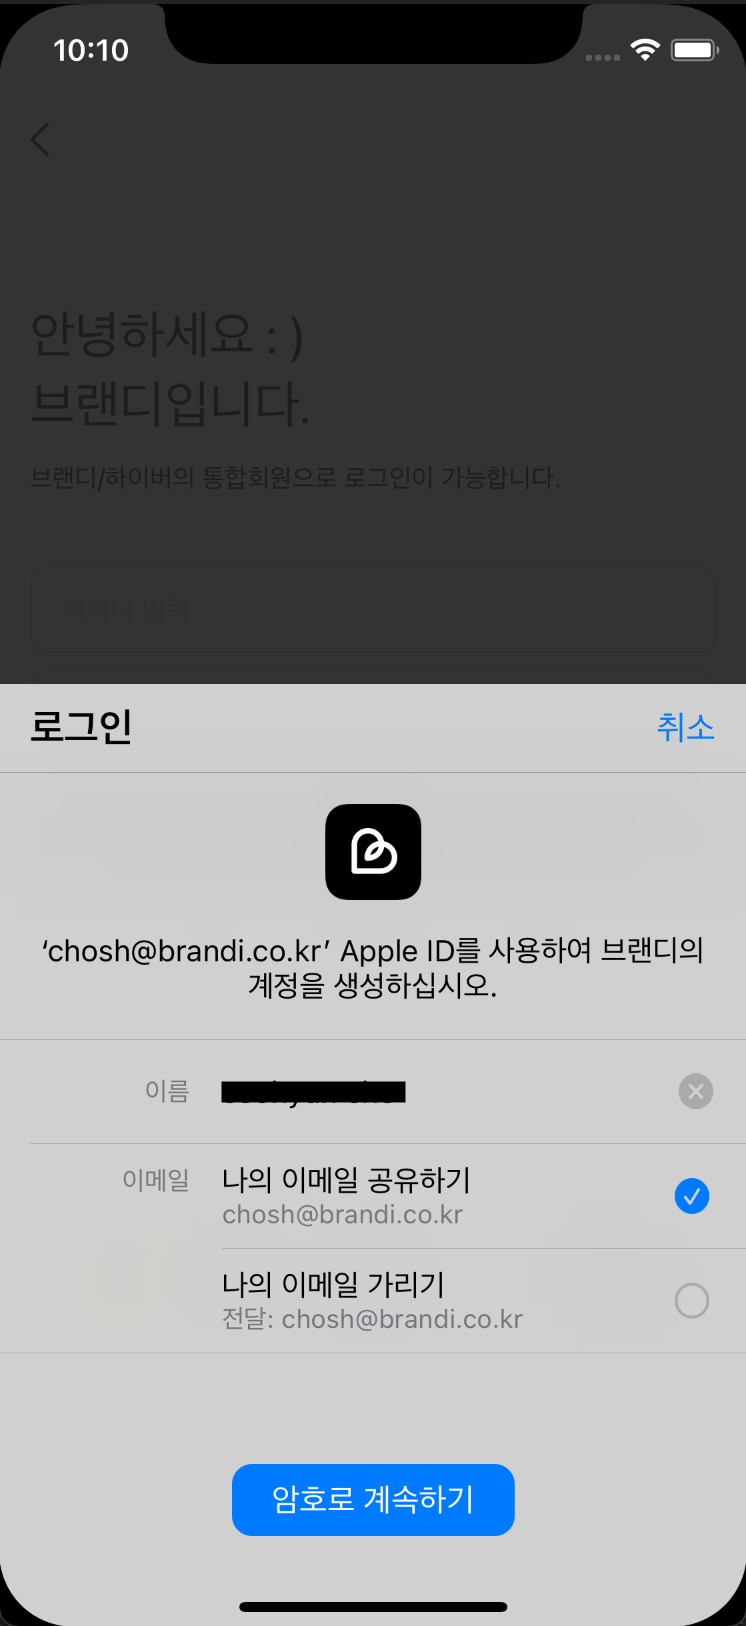 10:10
안녕하세요 : )
브랜디입니다.
브랜디/하이버의 통합회원으로 로그인이 가능합니다.
아이디 입력
로그인
취소
‘chosh@brandi.co.kr’ Apple ID를 사용하여 브랜디의
계정을 생성하십시오.
이름
이메일
나의 이메일 공유하기
chosh@brandi.co.kr
나의 이메일 가리기
전달: chosh@brandi.co.kr
암호로 계속하기